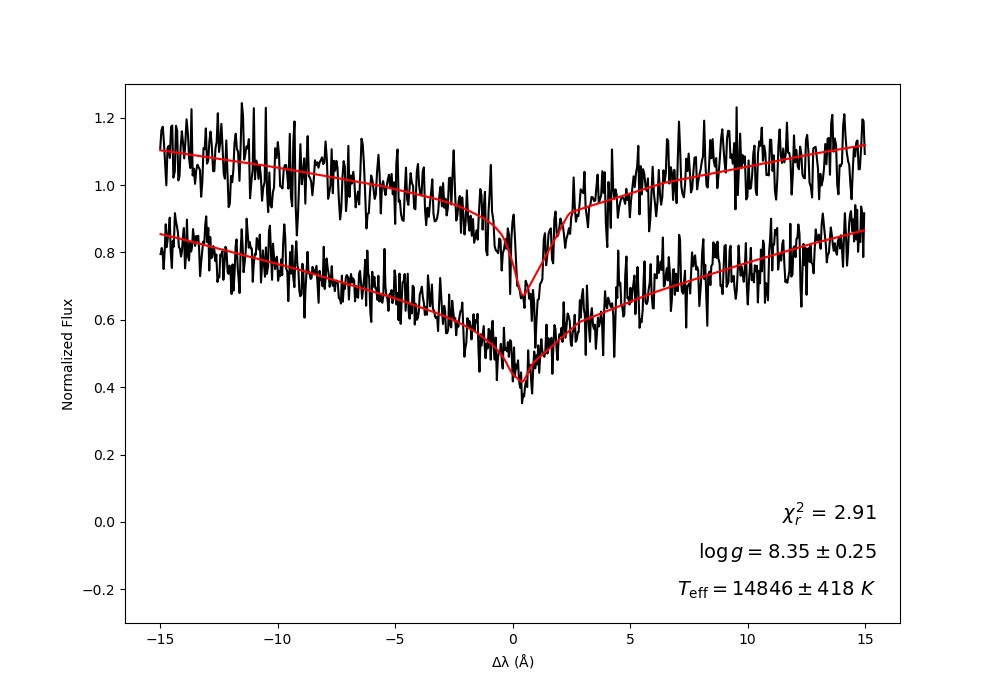 Normalized Flux
1.2
1.0
0.8
0.6
0.4
0.2
0.0
−0.2
χ²ᵣ = 2.91
log g = 8.35 ± 0.25
T_eff = 14846 ± 418 K
−15 −10 −5 0 5 10 15
Δλ (Å)